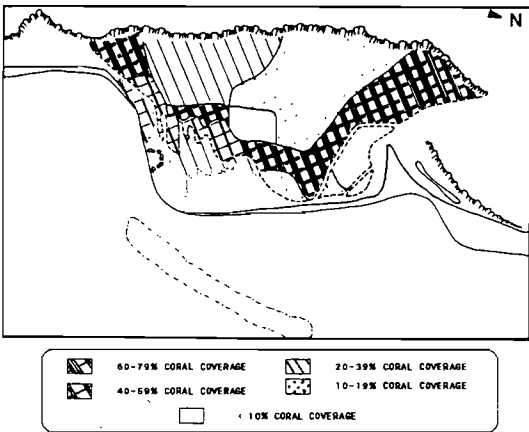 N
60-79% CORAL COVERAGE
20-39% CORAL COVERAGE
40-59% CORAL COVERAGE
10-19% CORAL COVERAGE
< 10% CORAL COVERAGE